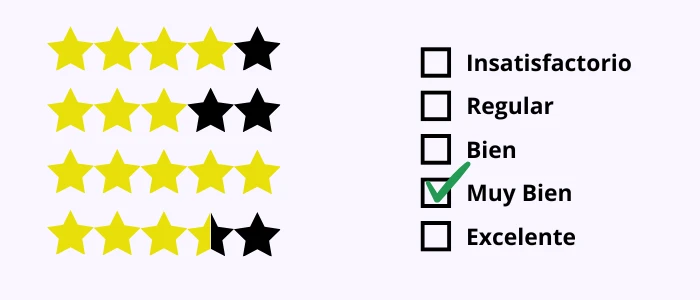 Insatisfactorio
Regular
Bien
Muy Bien
Excelente